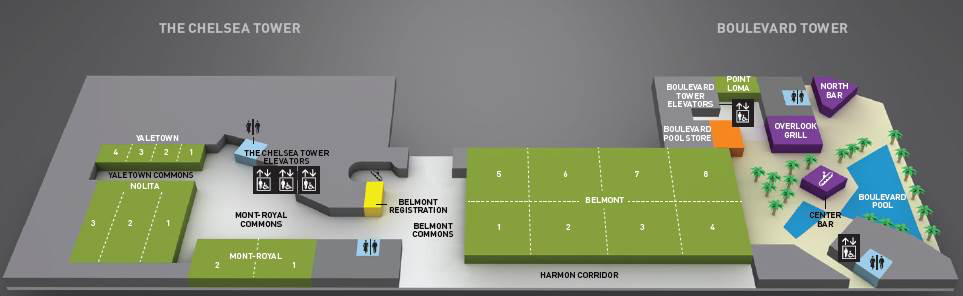 THE CHELSEA TOWER
BOULEVARD TOWER
POINT
LOMA
BOULEVARD
TOWER
ELEVATORS
NORTH
BAR
BOULEVARD
POOL STORE
OVERLOOK
GRILL
YALETOWN
4 3 2 1
THE CHELSEA TOWER
ELEVATORS
YALETOWN COMMONS
NOLITA
3 2 1
BELMONT
REGISTRATION
MONT-ROYAL
COMMONS
BELMONT
COMMONS
5 6 7 8
BELMONT
1 2 3 4
BOULEVARD
POOL
CENTER
BAR
MONT-ROYAL
2 1
HARMON CORRIDOR